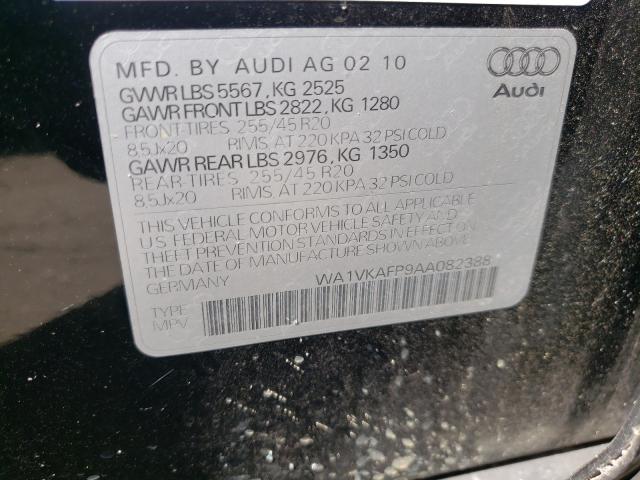 MFD. BY AUDI AG 02 10
GVWR LBS 5567, KG 2525
GAWR FRONT LBS 2822, KG 1280
FRONT-TIRES 255/45 R20
8,5Jx20 RIMS, AT 220 KPA 32 PSI COLD
GAWR REAR LBS 2976, KG 1350
REAR-TIRES 255/45 R20
8,5Jx20 RIMS, AT 220 KPA 32 PSI COLD
THIS VEHICLE CONFORMS TO ALL APPLICABLE
US FEDERAL MOTOR VEHICLE SAFETY AND
THEFT PREVENTION STANDARDS IN EFFECT ON
THE DATE OF MANUFACTURE SHOWN ABOVE
GERMANY WA1VKAFP9AA082388
TYPE
MPV
Audi